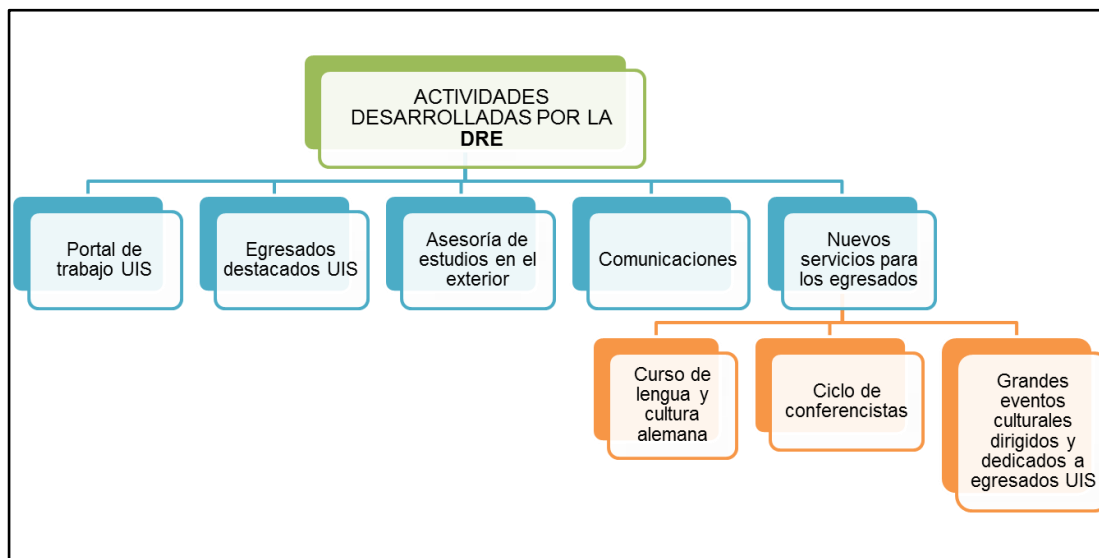 ACTIVIDADES
DESARROLLADAS POR LA
DRE
Portal de
trabajo UIS
Egresados
destacados UIS
Asesoría de
estudios en el
exterior
Comunicaciones
Nuevos
servicios para
los egresados
Curso de
lengua y
cultura
alemana
Ciclo de
conferencistas
Grandes
eventos
culturales
dirigidos y
dedicados a
egresados UIS